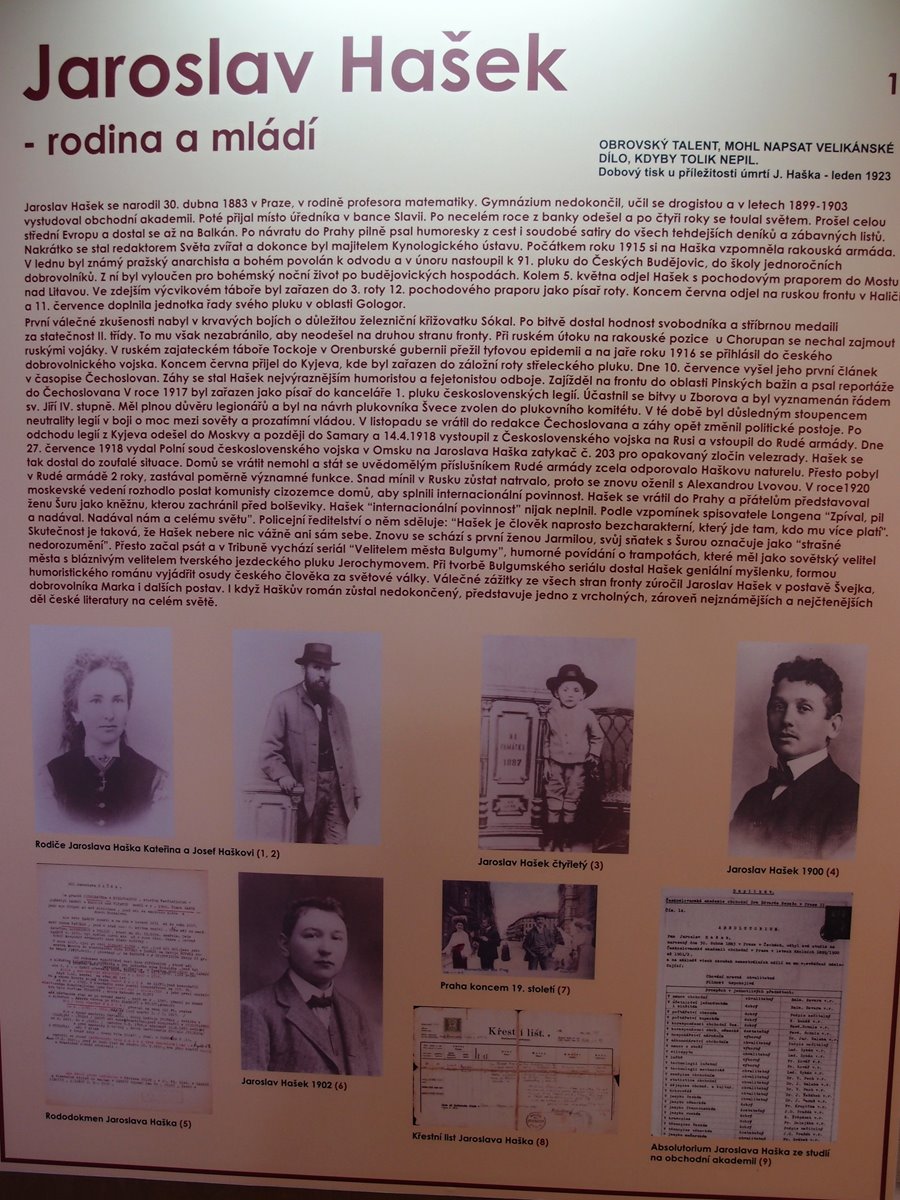 Jaroslav Hašek
1
- rodina a mládí
OBROVSKÝ TALENT, MOHL NAPSAT VELIKÁNSKÉ
DÍLO, KDYBY TOLIK NEPIL.
Dobový tisk u příležitosti úmrtí J. Haška - leden 1923
Jaroslav Hašek se narodil 30. dubna 1883 v Praze, v rodině profesora matematiky. Gymnázium nedokončil, učil se drogistou a v letech 1899-1903
vystudoval obchodní akademii. Poté přijal místo úředníka v bance Slavii. Po necelém roce z banky odešel a po čtyři roky se toulal světem. Prošel celou
střední Evropu a dostal se až na Balkán. Po návratu do Prahy pilně psal humoresky z cest i soudobé satiry do všech tehdejších deníků a zábavných listů.
Nakrátko se stal redaktorem Světa zvířat a dokonce byl majitelem Kynologického ústavu. Počátkem roku 1915 si na Haška vzpomněla rakouská armáda.
V lednu byl známý pražský anarchista a bohém povolán k odvodu a v únoru nastoupil k 91. pluku do Českých Budějovic, do školy jednoročních
dobrovolníků. Z ní byl vyloučen pro bohémský noční život po budějovických hospodách. Kolem 5. května odjel Hašek s pochodovým praporem do Mostu
nad Litavou. Ve zdejším výcvikovém táboře byl zařazen do 3. roty 12. pochodového praporu jako písař roty. Koncem června odjel na ruskou frontu v Haliči
a 11. července doplnila jednotka řady svého pluku v oblasti Gologor.
První válečné zkušenosti nabyl v krvavých bojích o důležitou železniční křižovatku Sókal. Po bitvě dostal hodnost svobodníka a stříbrnou medaili
za statečnost II. třídy. To mu však nezabránilo, aby neodešel na druhou stranu fronty. Při ruském útoku na rakouské pozice u Chorupan se nechal zajmout
ruskými vojáky. V ruském zajateckém táboře Tockoje v Orenburské gubernii přežil tyfovou epidemii a na jaře roku 1916 se přihlásil do českého
dobrovolnického vojska. Koncem června přijel do Kyjeva, kde byl zařazen do záložní roty střeleckého pluku. Dne 10. července vyšel jeho první článek
v časopise Čechoslovan. Záhy se stal Hašek nejvýraznějším humoristou a fejetonistou odboje. Zajížděl na frontu do oblasti Pinských bažin a psal reportáže
do Čechoslovana V roce 1917 byl zařazen jako písař do kanceláře 1. pluku československých legií. Účastnil se bitvy u Zborova a byl vyznamenán řádem
sv. Jiří IV. stupně. Měl plnou důvěru legionářů a byl na návrh plukovníka Švece zvolen do plukovního komitétu. V té době byl důsledným stoupencem
neutrality legií v boji o moc mezi sověty a prozatímní vládou. V listopadu se vrátil do redakce Čechoslovana a záhy opět změnil politické postoje. Po
odchodu legií z Kyjeva odešel do Moskvy a později do Samary a 14.4.1918 vystoupil z Československého vojska na Rusi a vstoupil do Rudé armády. Dne
27. července 1918 vydal Polní soud československého vojska v Omsku na Jaroslava Haška zatykač č. 203 pro opakovaný zločin velezrady. Hašek se
tak dostal do zoufalé situace. Domů se vrátit nemohl a stát se uvědomělým příslušníkem Rudé armády zcela odporovalo Haškovu naturelu. Přesto pobyl
v Rudé armádě 2 roky, zastával poměrně významné funkce. Snad mínil v Rusku zůstat natrvalo, proto se znovu oženil s Alexandrou Lvovou. V roce1920
moskevské vedení rozhodlo poslat komunisty cizozemce domů, aby splnili internacionální povinnost. Hašek se vrátil do Prahy a přátelům představoval
ženu Šuru jako kněžnu, kterou zachránil před bolševiky. Hašek "internacionální povinnost" nijak neplnil. Podle vzpomínek spisovatele Longena "Zpíval, pil
a nadával. Nadával nám a celému světu". Policejní ředitelství o něm sděluje: "Hašek je člověk naprosto bezcharakterní, který jde tam, kdo mu více platí".
Skutečnost je taková, že Hašek nebere nic vážně ani sám sebe. Znovu se schází s první ženou Jarmilou, svůj sňatek s Šurou označuje jako "strašné
nedorozumění". Přesto začal psát a v Tribuně vychází seriál "Velitelem města Bugulmy", humorné povídání o trampotách, které měl jako sovětský velitel
města s bláznivým velitelem tverského jezdeckého pluku Jerochymovem. Při tvorbě Bulgumského seriálu dostal Hašek geniální myšlenku, formou
humoristického románu vyjádřit osudy českého člověka za světové války. Válečné zážitky ze všech stran fronty zúročil Jaroslav Hašek v postavě Švejka,
dobrovolníka Marka i dalších postav. I když Haškův román zůstal nedokončený, představuje jedno z vrcholných, zároveň nejznámějších a nejčtenějších
děl české literatury na celém světě.
NA
PAMÁTKU
1887
Rodiče Jaroslava Haška Kateřina a Josef Haškovi (1, 2)
Jaroslav Hašek čtyřletý (3)
Jaroslav Hašek 1900 (4)
Praha koncem 19. století (7)
Křest í líst.
ABSOLUTORIUM
Jaroslav Hašek 1902 (6)
Rodokmen Jaroslava Haška (5)
Křestní list Jaroslava Haška (8)
Absolutorium Jaroslava Haška ze studií
na obchodní akademii (9)